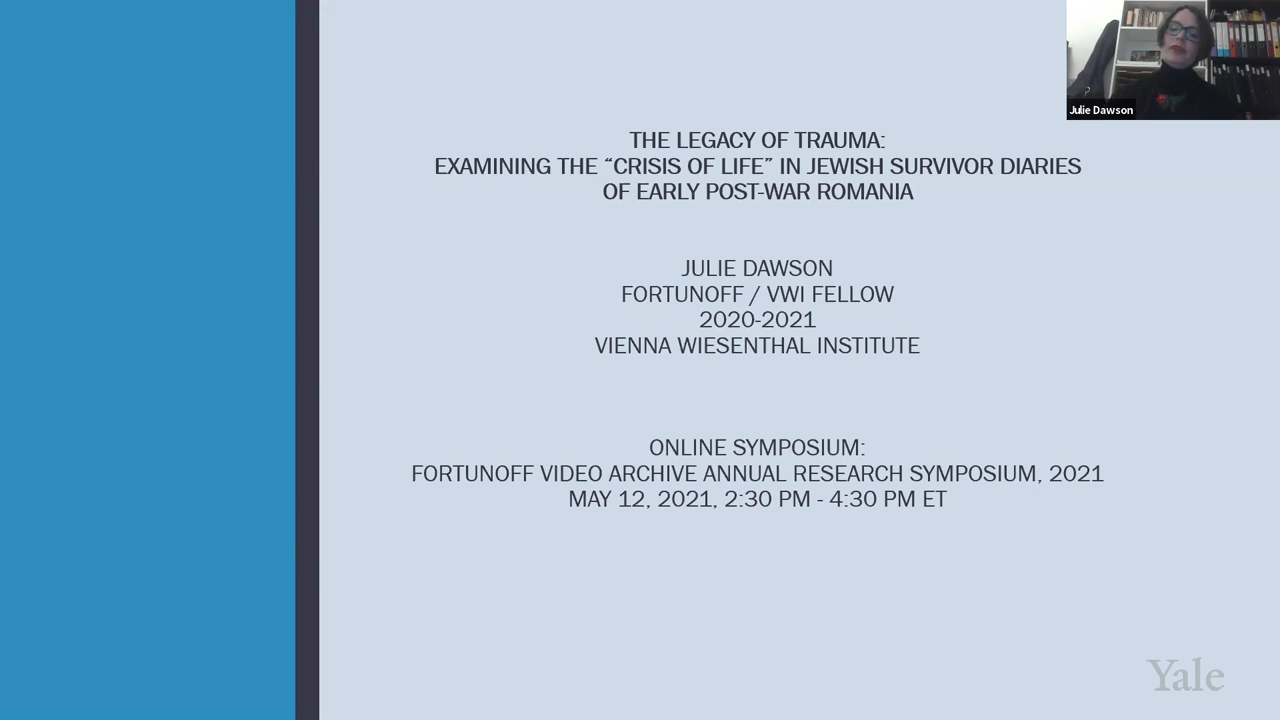 Julie Dawson
THE LEGACY OF TRAUMA:
EXAMINING THE “CRISIS OF LIFE” IN JEWISH SURVIVOR DIARIES
OF EARLY POST-WAR ROMANIA
JULIE DAWSON
FORTUNOFF / VWI FELLOW
2020-2021
VIENNA WIESENTHAL INSTITUTE
ONLINE SYMPOSIUM:
FORTUNOFF VIDEO ARCHIVE ANNUAL RESEARCH SYMPOSIUM, 2021
MAY 12, 2021, 2:30 PM - 4:30 PM ET
Yale